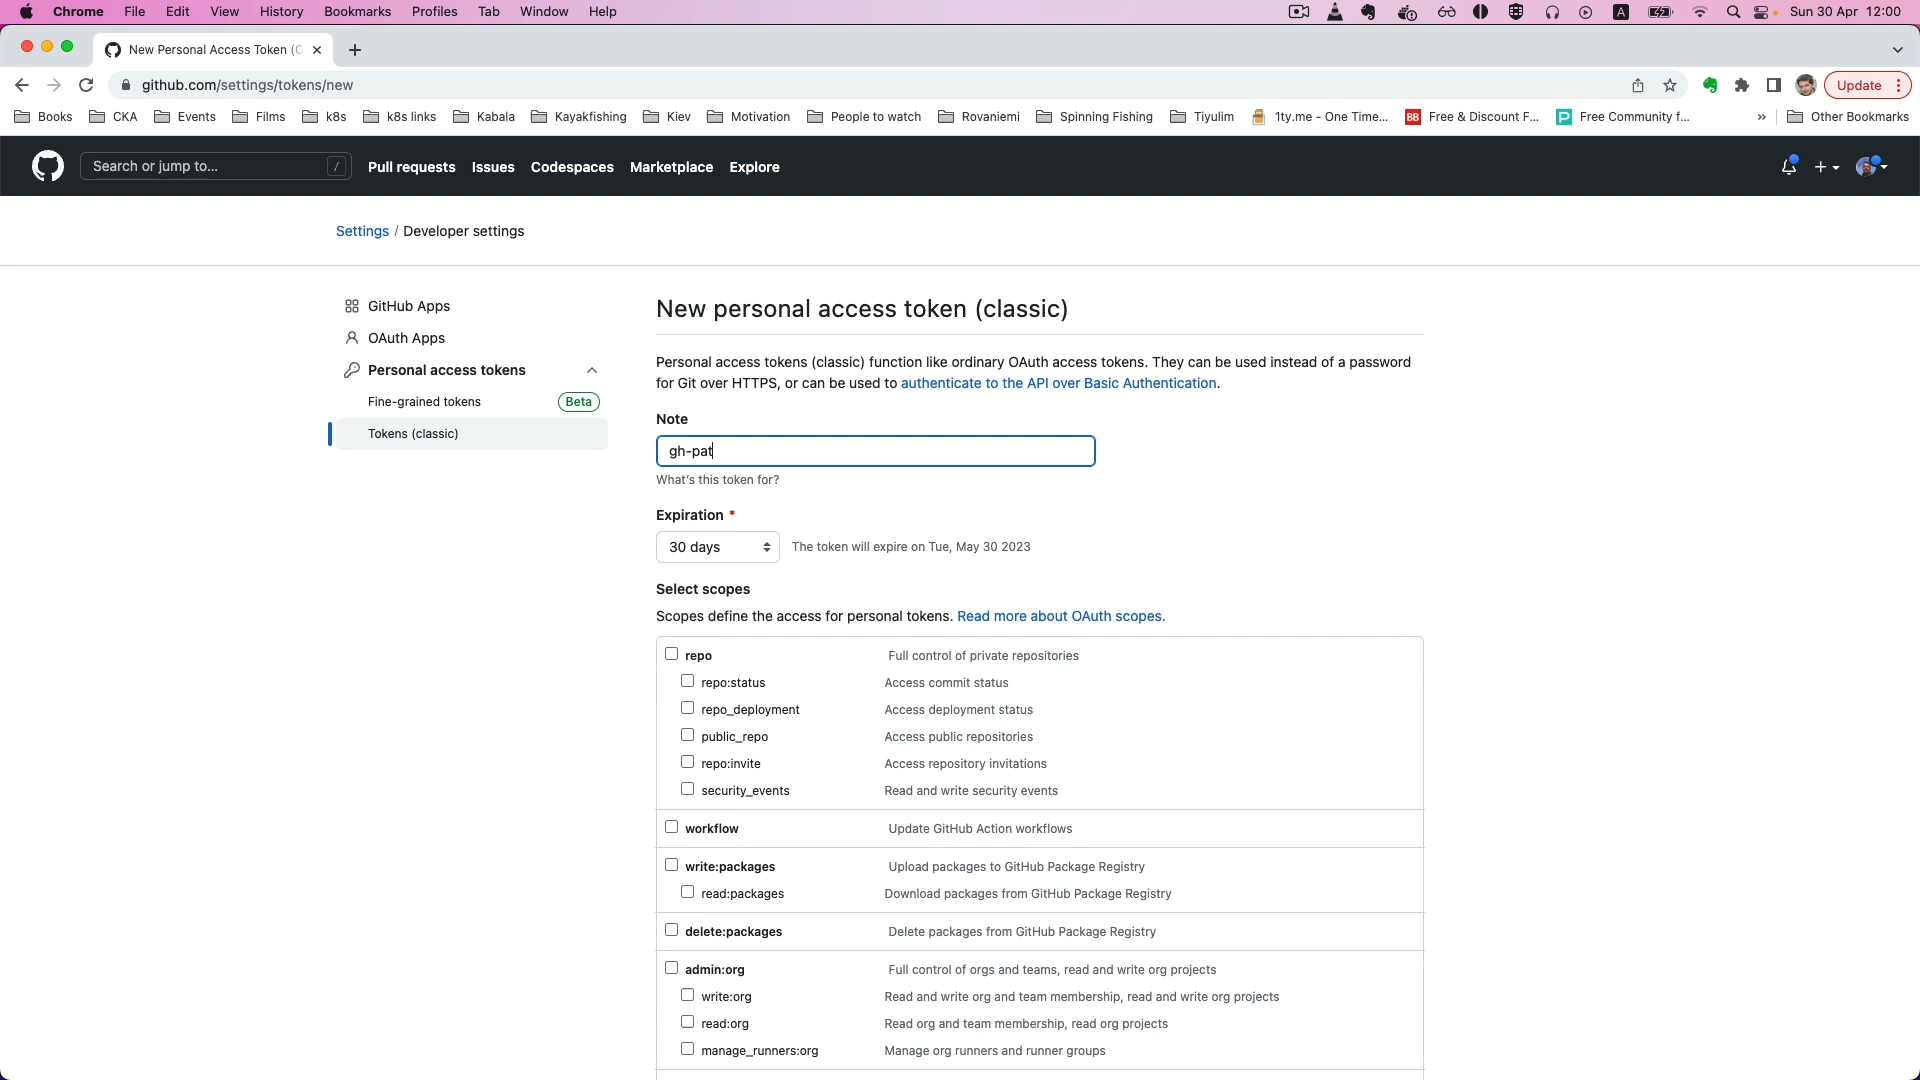 Chrome File Edit View History Bookmarks Profiles Tab Window Help A Sun 30 Apr 12:00
New Personal Access Token (C
github.com/settings/tokens/new Update
Books CKA Events Films k8s k8s links Kabala Kayakfishing Kiev Motivation People to watch Rovaniemi Spinning Fishing Tiyulim 1ty.me - One Time... BB Free & Discount F... P Free Community f... » Other Bookmarks
Search or jump to... / Pull requests Issues Codespaces Marketplace Explore
Settings / Developer settings
GitHub Apps
OAuth Apps
Personal access tokens
Fine-grained tokens Beta
Tokens (classic)
New personal access token (classic)
Personal access tokens (classic) function like ordinary OAuth access tokens. They can be used instead of a password
for Git over HTTPS, or can be used to authenticate to the API over Basic Authentication.
Note
gh-pat
What's this token for?
Expiration *
30 days The token will expire on Tue, May 30 2023
Select scopes
Scopes define the access for personal tokens. Read more about OAuth scopes.
repo Full control of private repositories
repo:status Access commit status
repo_deployment Access deployment status
public_repo Access public repositories
repo:invite Access repository invitations
security_events Read and write security events
workflow Update GitHub Action workflows
write:packages Upload packages to GitHub Package Registry
read:packages Download packages from GitHub Package Registry
delete:packages Delete packages from GitHub Package Registry
admin:org Full control of orgs and teams, read and write org projects
write:org Read and write org and team membership, read and write org projects
read:org Read org and team membership, read org projects
manage_runners:org Manage org runners and runner groups